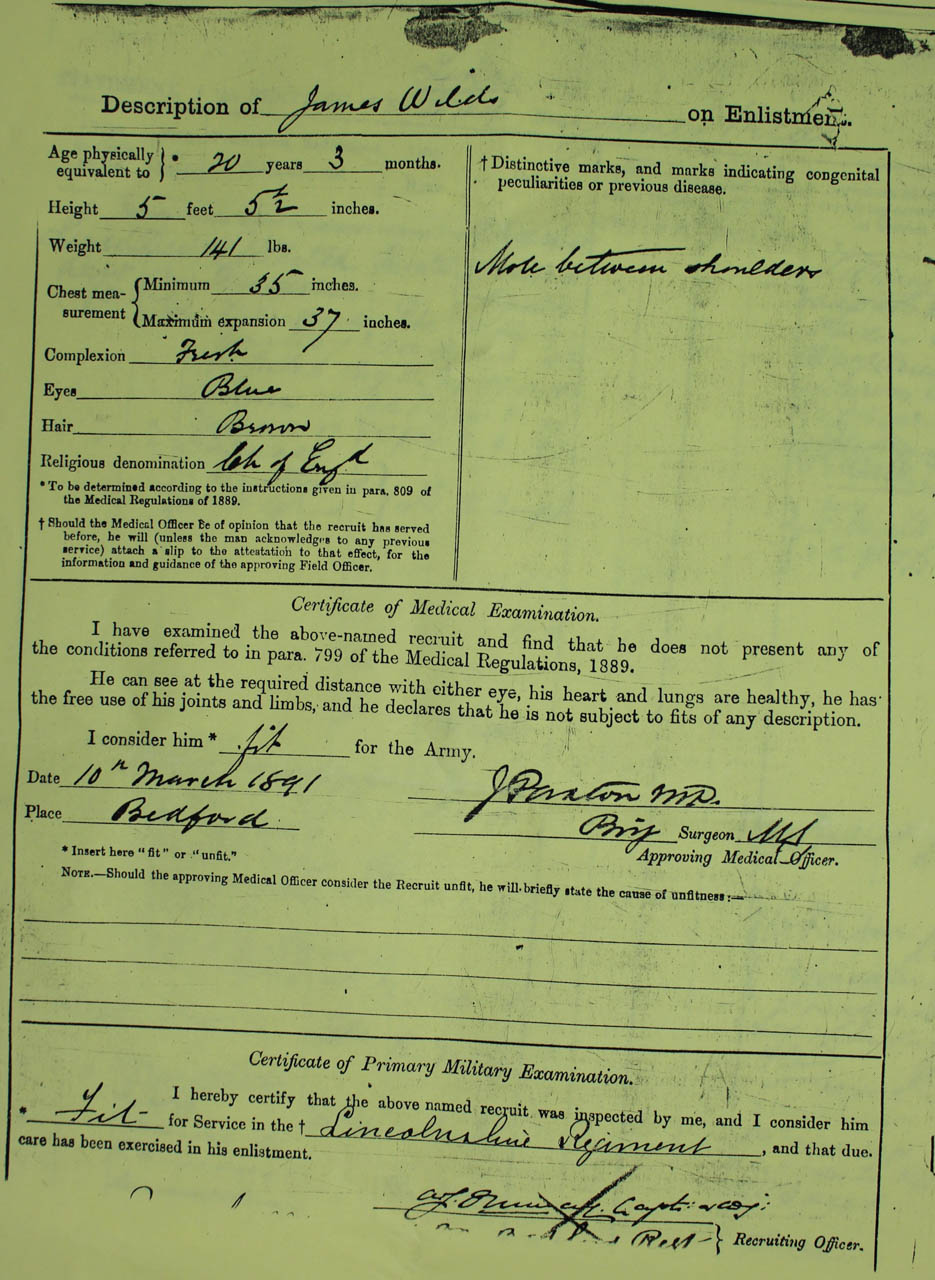 Description of James Wilds on Enlistment.
Age physically equivalent to } * 20 years 3 months.
Height 5 feet 5½ inches.
Weight 141 lbs.
Chest measurement { Minimum 35 inches.
Maximum expansion 37 inches.
Complexion Fresh
Eyes Blue
Hair Brown
Religious denomination Ch of Engd
* To be determined according to the instructions given in para. 809 of
the Medical Regulations of 1889.
† Should the Medical Officer be of opinion that the recruit has served
before, he will (unless the man acknowledges to any previous
service) attach a slip to the attestation to that effect, for the
information and guidance of the approving Field Officer.
† Distinctive marks, and marks indicating congenital
peculiarities or previous disease.
Mole between shoulders
Certificate of Medical Examination.
I have examined the above-named recruit and find that he does not present any of
the conditions referred to in para. 799 of the Medical Regulations, 1889.
He can see at the required distance with either eye, his heart and lungs are healthy, he has
the free use of his joints and limbs, and he declares that he is not subject to fits of any description.
I consider him * fit for the Army.
Date 10th March 1891
J Paxton MD.
Place Bedford
Brig Surgeon MS
Approving Medical Officer.
* Insert here "fit" or "unfit."
NOTE.—Should the approving Medical Officer consider the Recruit unfit, he will briefly state the cause of unfitness:—
Certificate of Primary Military Examination.
I hereby certify that the above named recruit was inspected by me, and I consider him
* Fit for Service in the † Lincolnshire Regiment, and that due
care has been exercised in his enlistment.
Capt. & Adj:
Regt } Recruiting Officer.